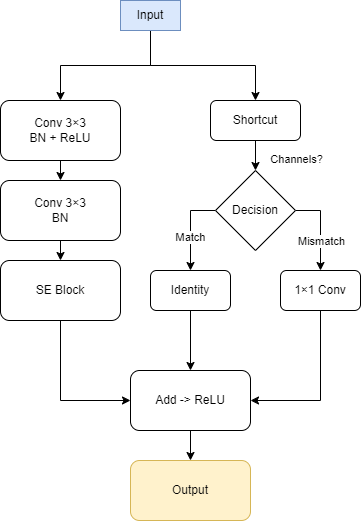 Input
Conv 3×3
BN + ReLU
Shortcut
Channels?
Conv 3×3
BN
Decision
Match
Mismatch
SE Block
Identity
1×1 Conv
Add -> ReLU
Output